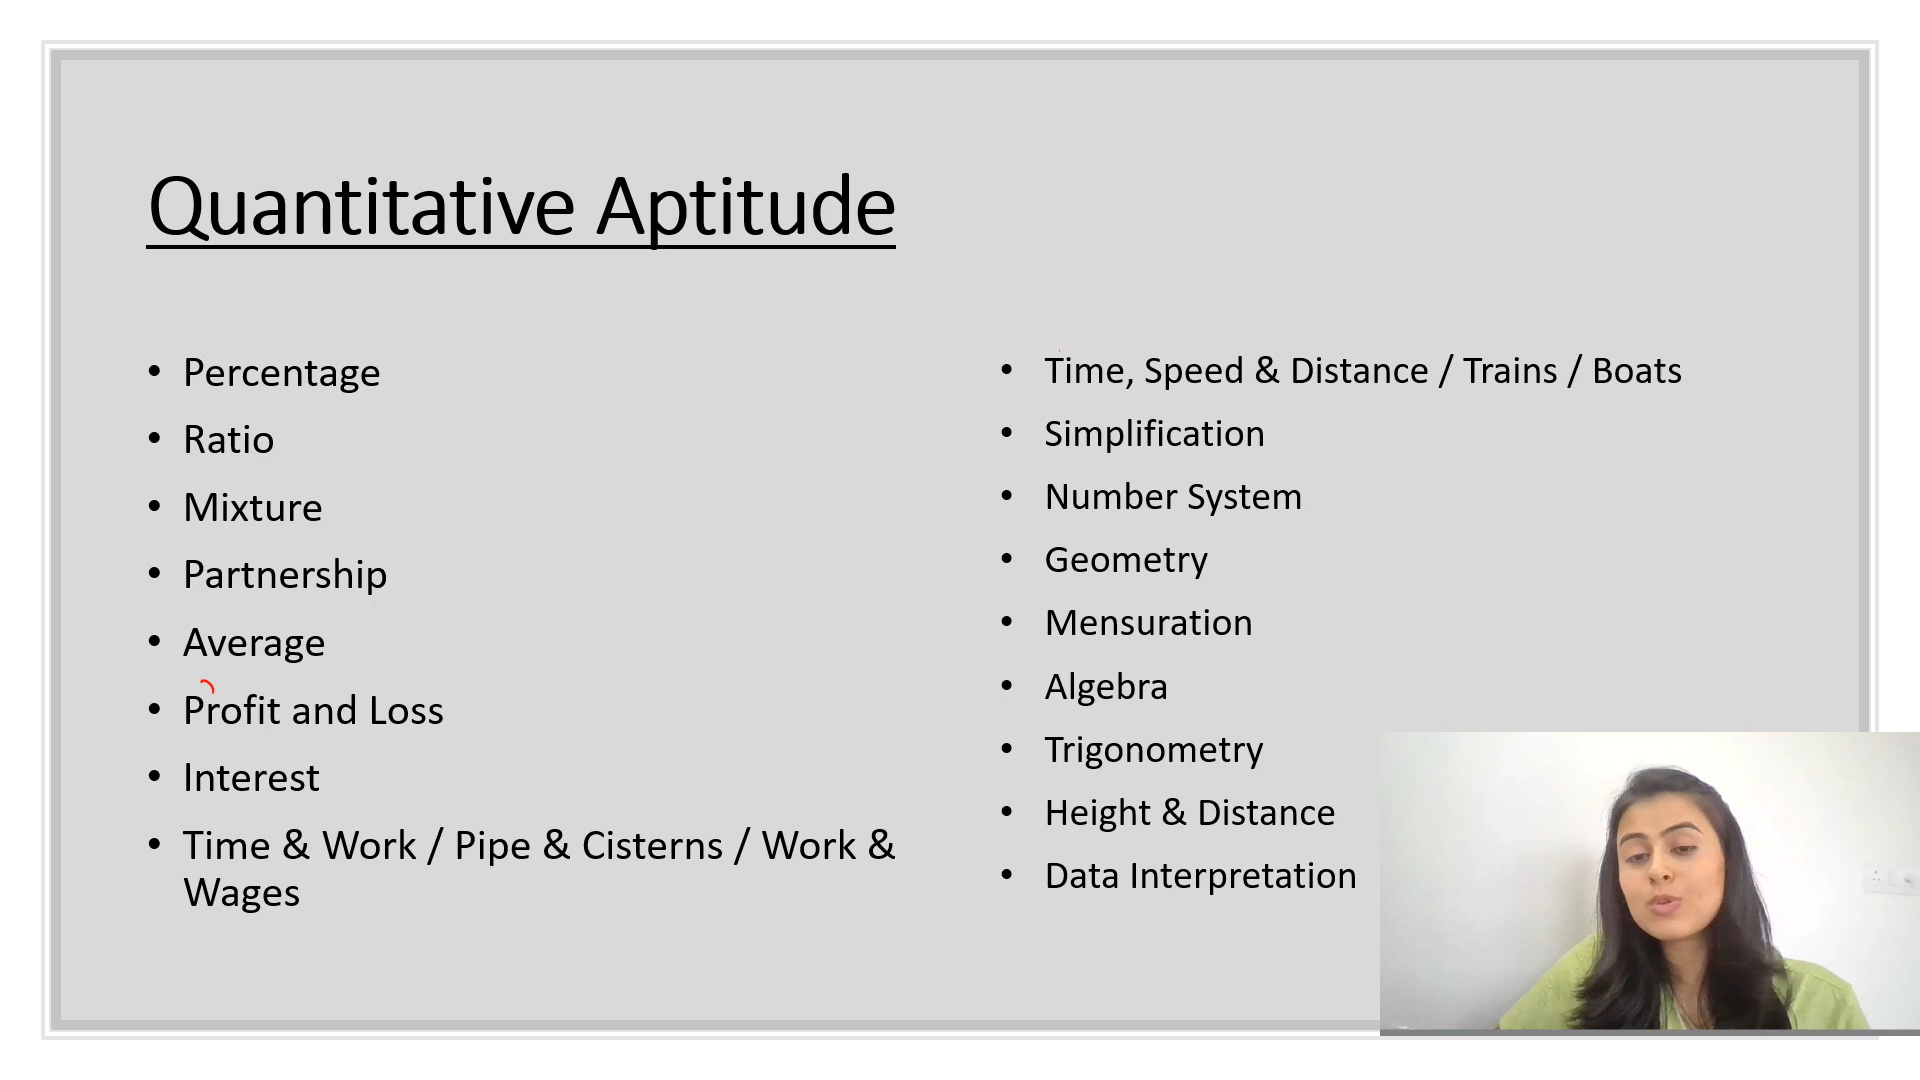 Quantitative Aptitude
• Percentage
• Ratio
• Mixture
• Partnership
• Average
• Profit and Loss
• Interest
• Time & Work / Pipe & Cisterns / Work &
Wages
• Time, Speed & Distance / Trains / Boats
• Simplification
• Number System
• Geometry
• Mensuration
• Algebra
• Trigonometry
• Height & Distance
• Data Interpretation